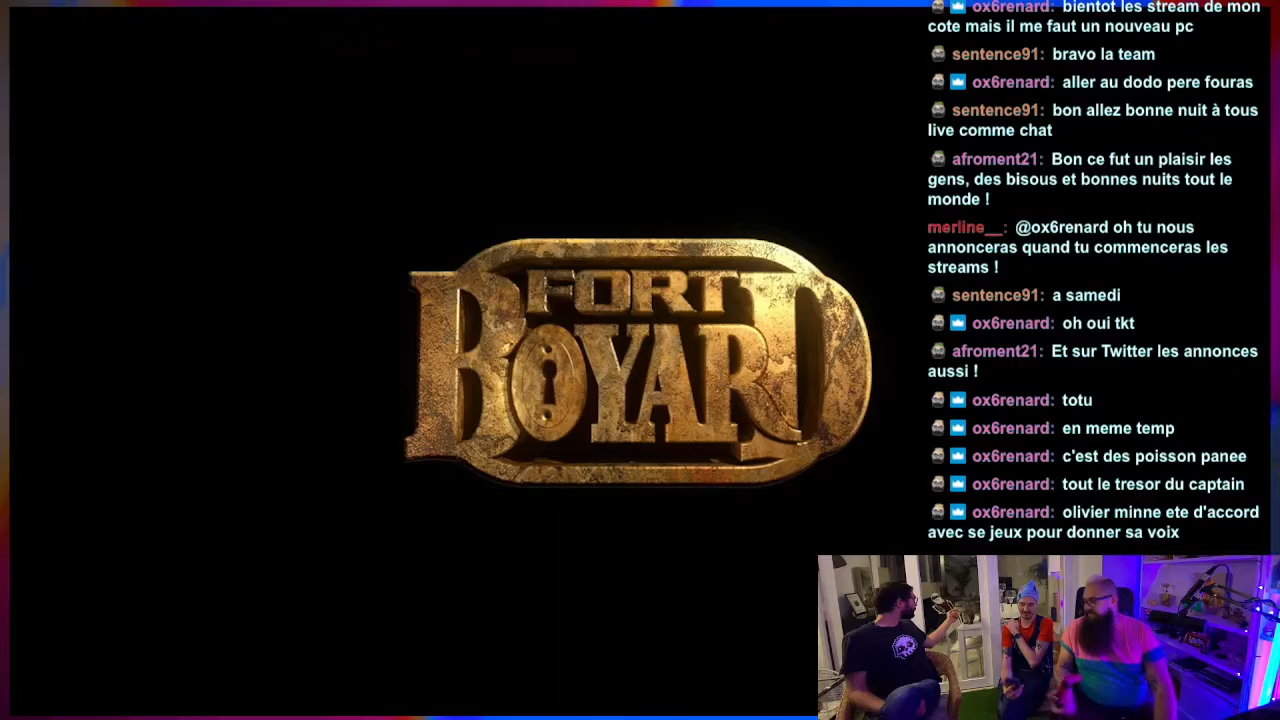 FORT
BOYARD
ox6renard: bientot les stream de mon
cote mais il me faut un nouveau pc
sentence91: bravo la team
ox6renard: aller au dodo pere fouras
sentence91: bon allez bonne nuit à tous
live comme chat
afroment21: Bon ce fut un plaisir les
gens, des bisous et bonnes nuits tout le
monde !
merline__: @ox6renard oh tu nous
annonceras quand tu commenceras les
streams !
sentence91: a samedi
ox6renard: oh oui tkt
afroment21: Et sur Twitter les annonces
aussi !
ox6renard: totu
ox6renard: en meme temp
ox6renard: c'est des poisson panee
ox6renard: tout le tresor du captain
ox6renard: olivier minne ete d'accord
avec se jeux pour donner sa voix